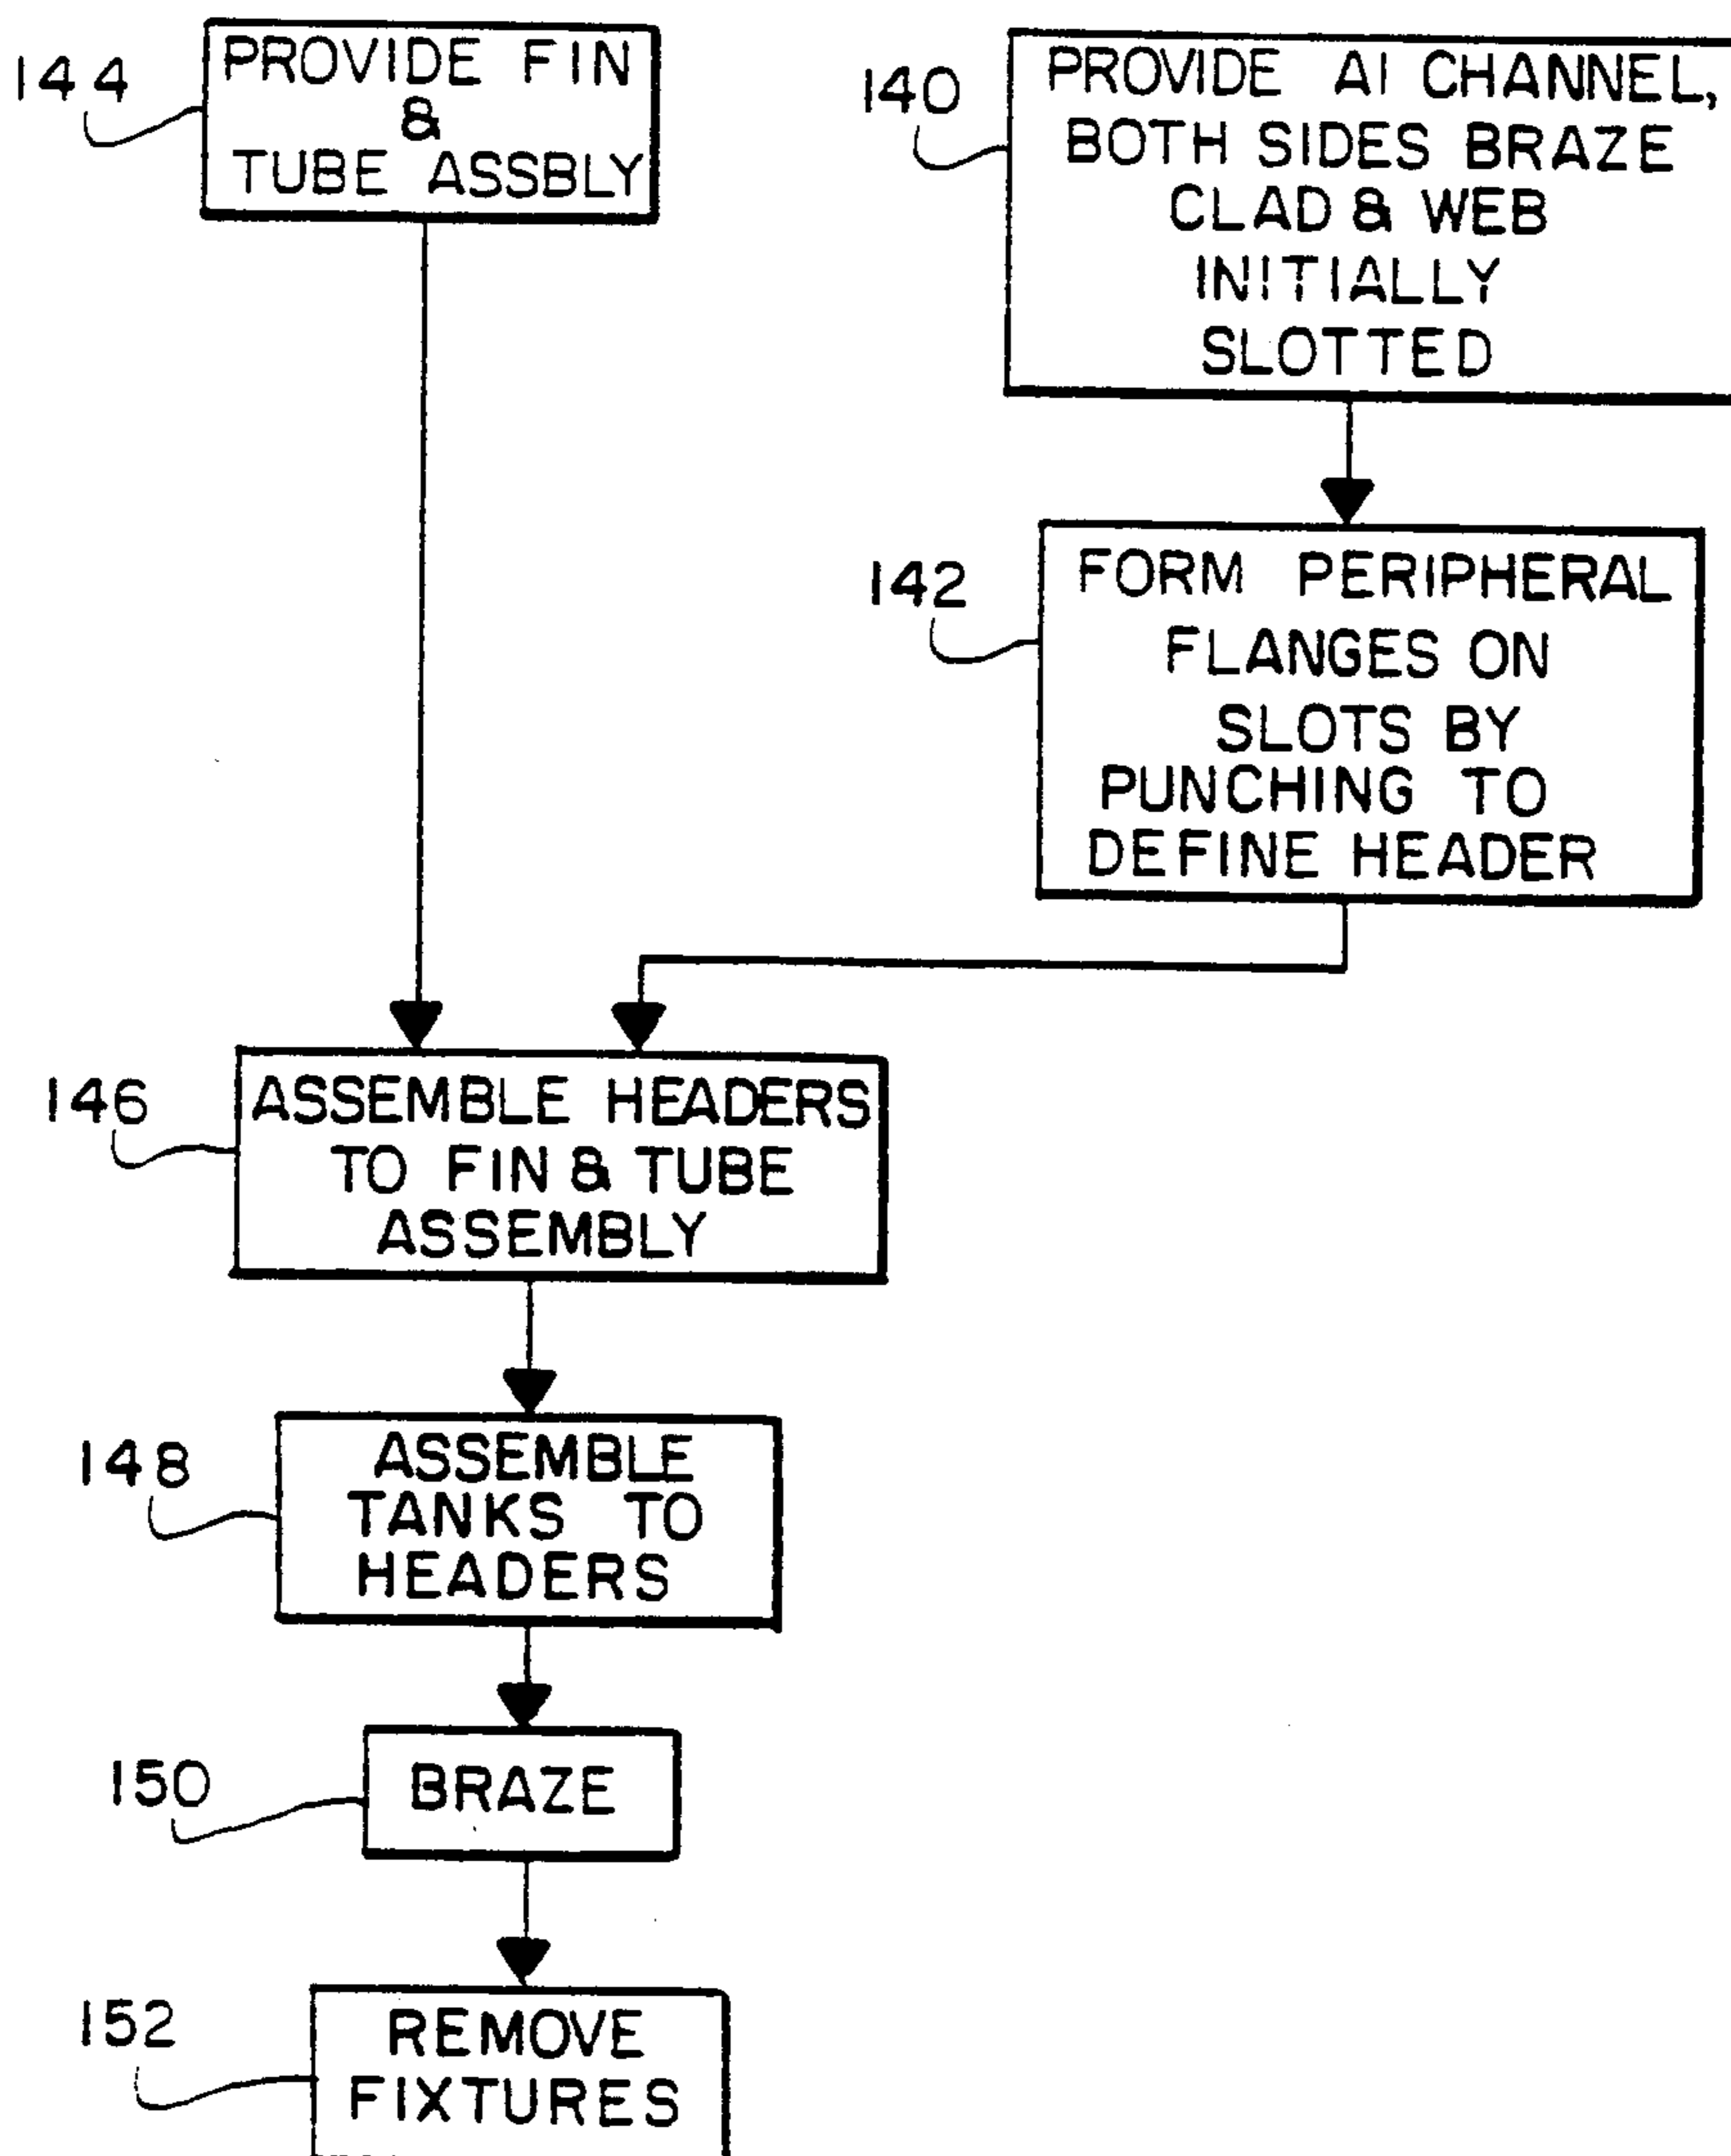 144
PROVIDE FIN
&
TUBE ASSBLY
140
PROVIDE Al CHANNEL,
BOTH SIDES BRAZE
CLAD & WEB
INITIALLY
SLOTTED
142
FORM PERIPHERAL
FLANGES ON
SLOTS BY
PUNCHING TO
DEFINE HEADER
146
ASSEMBLE HEADERS
TO FIN & TUBE
ASSEMBLY
148
ASSEMBLE
TANKS TO
HEADERS
150
BRAZE
152
REMOVE
FIXTURES